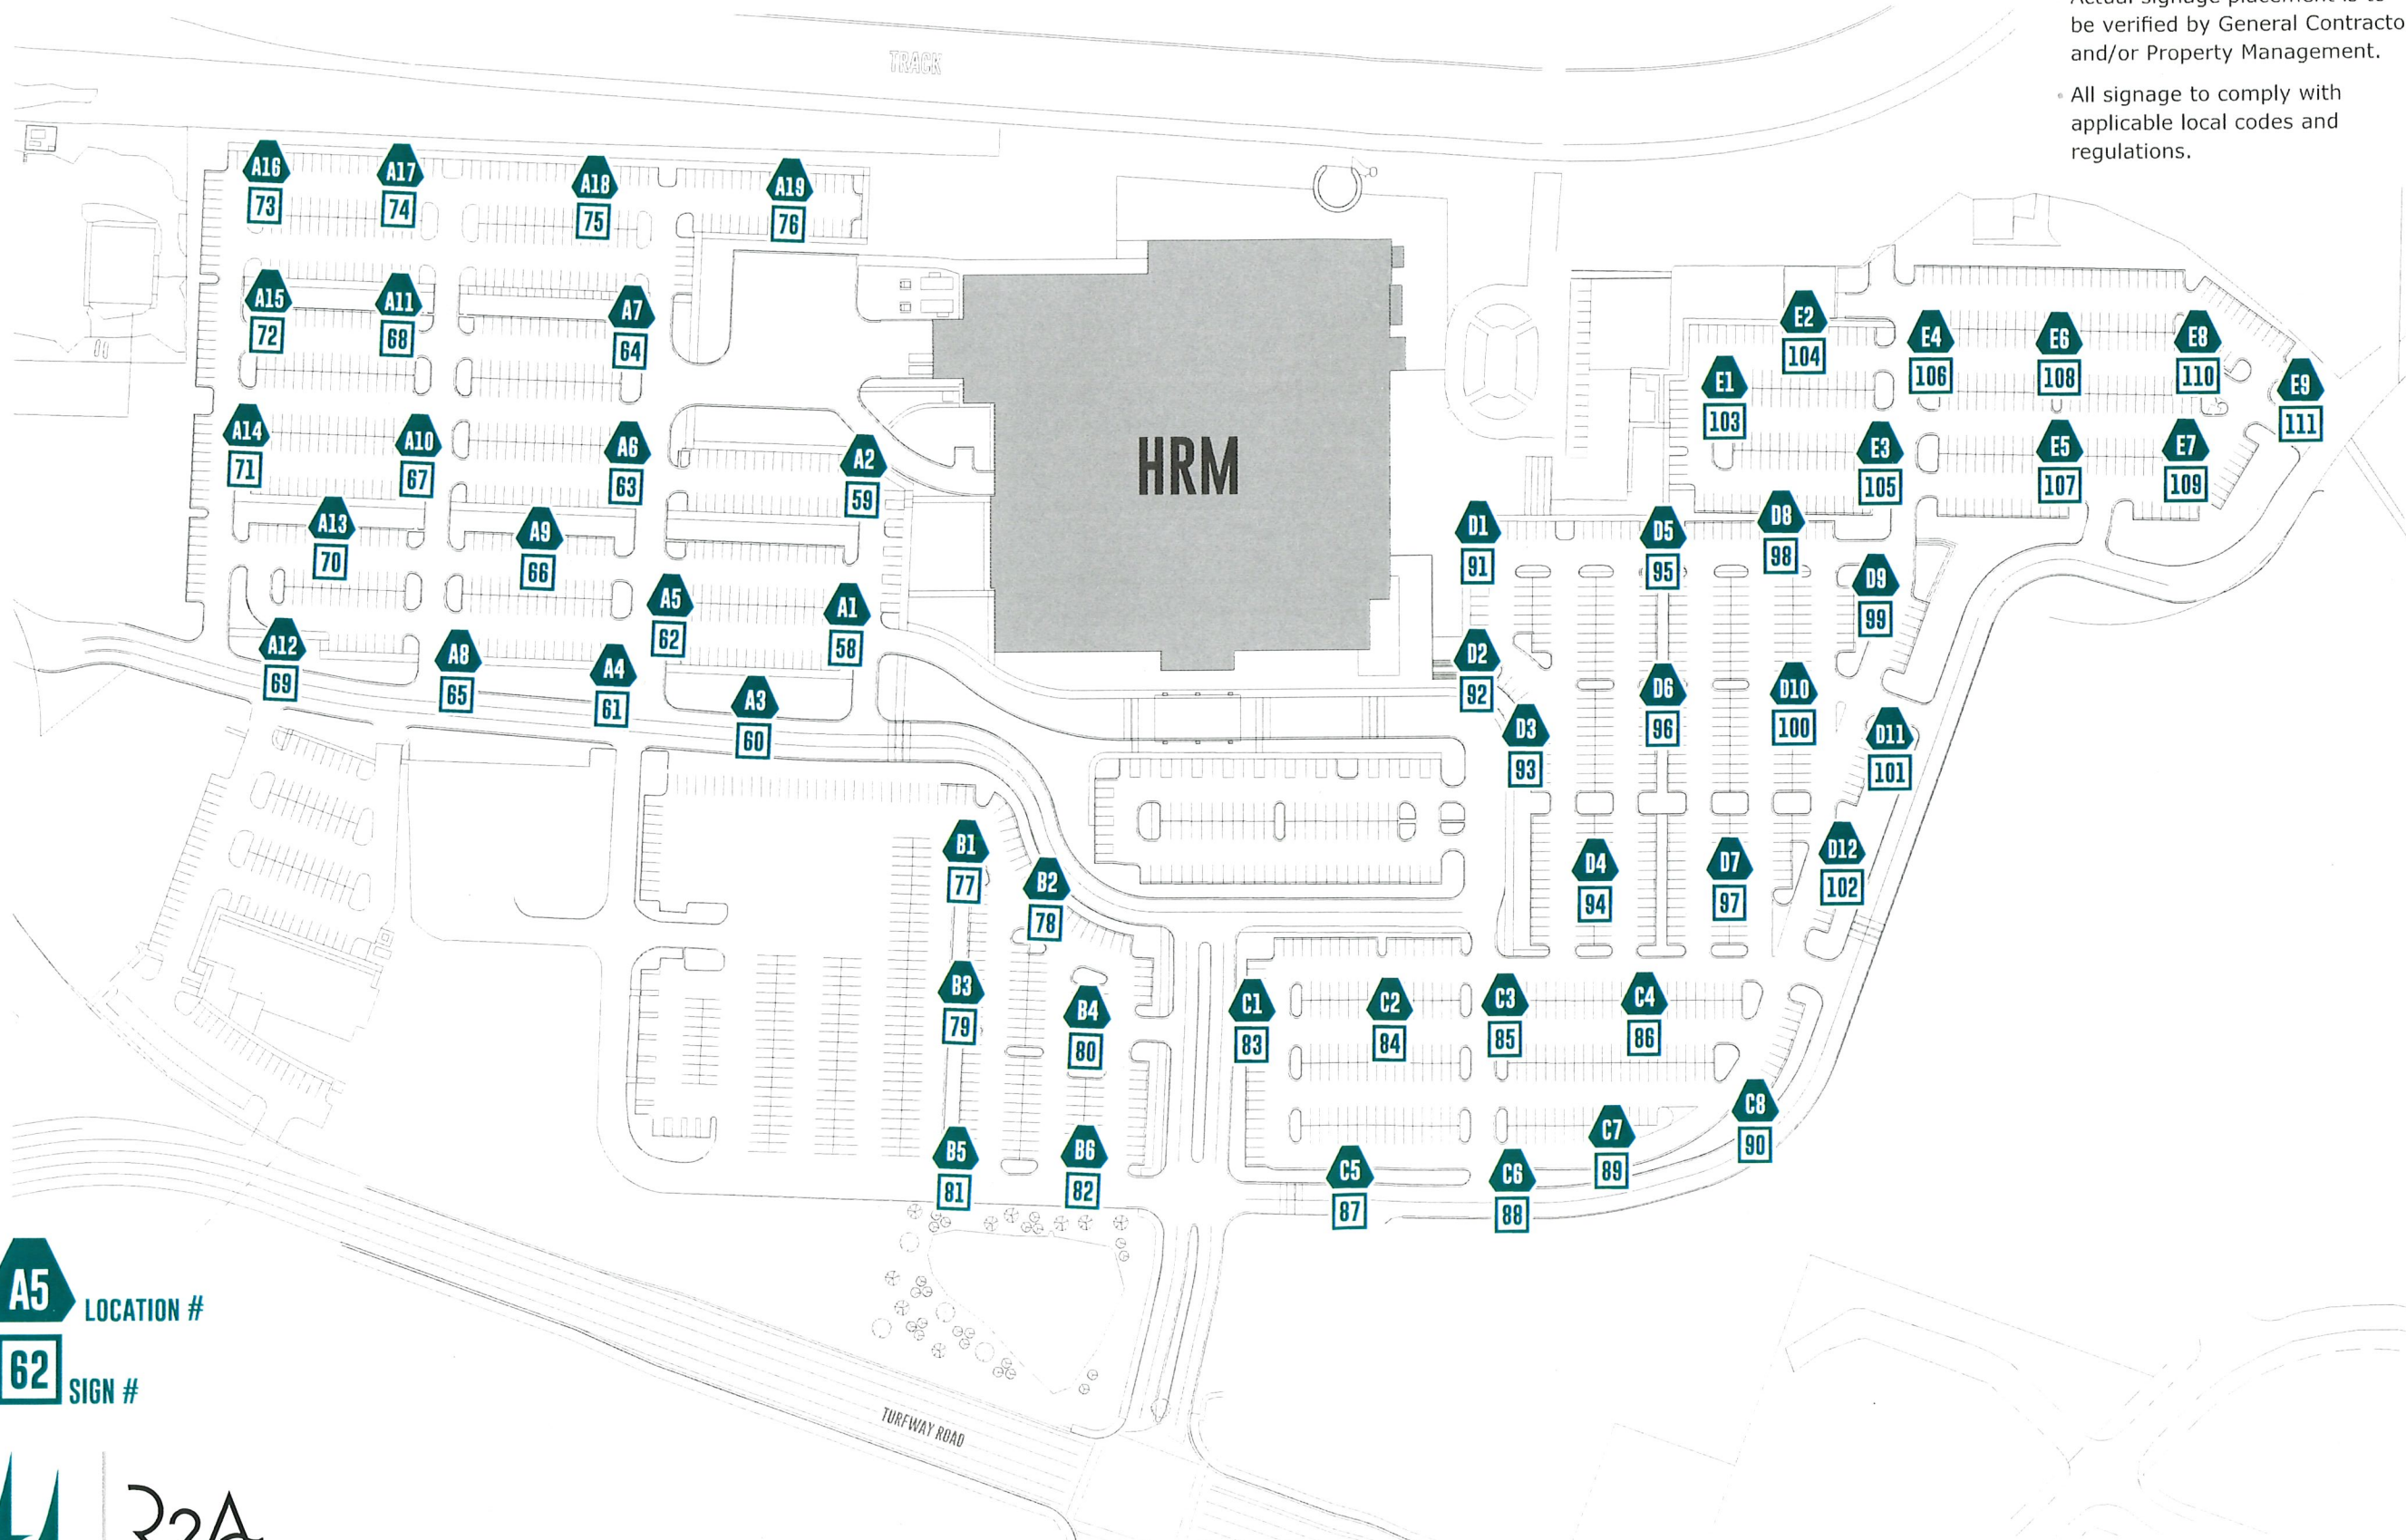 be verified by General Contracto
and/or Property Management.
• All signage to comply with
applicable local codes and
regulations.
TRACK
A16
73
A17
74
A18
75
A19
76
A15
72
A11
68
A7
64
A14
71
A10
67
A6
63
A2
59
A13
70
A9
66
A5
62
A1
58
A12
69
A8
65
A4
61
A3
60
HRM
E2
104
E4
106
E6
108
E8
110
E1
103
E9
111
E3
105
E5
107
E7
109
D1
91
D5
95
D8
98
D9
99
D2
92
D6
96
D10
100
D3
93
D11
101
D4
94
D7
97
D12
102
B1
77
B2
78
B3
79
B4
80
B5
81
B6
82
C1
83
C2
84
C3
85
C4
86
C5
87
C6
88
C7
89
C8
90
A5 LOCATION #
62 SIGN #
TURFWAY ROAD
R2A